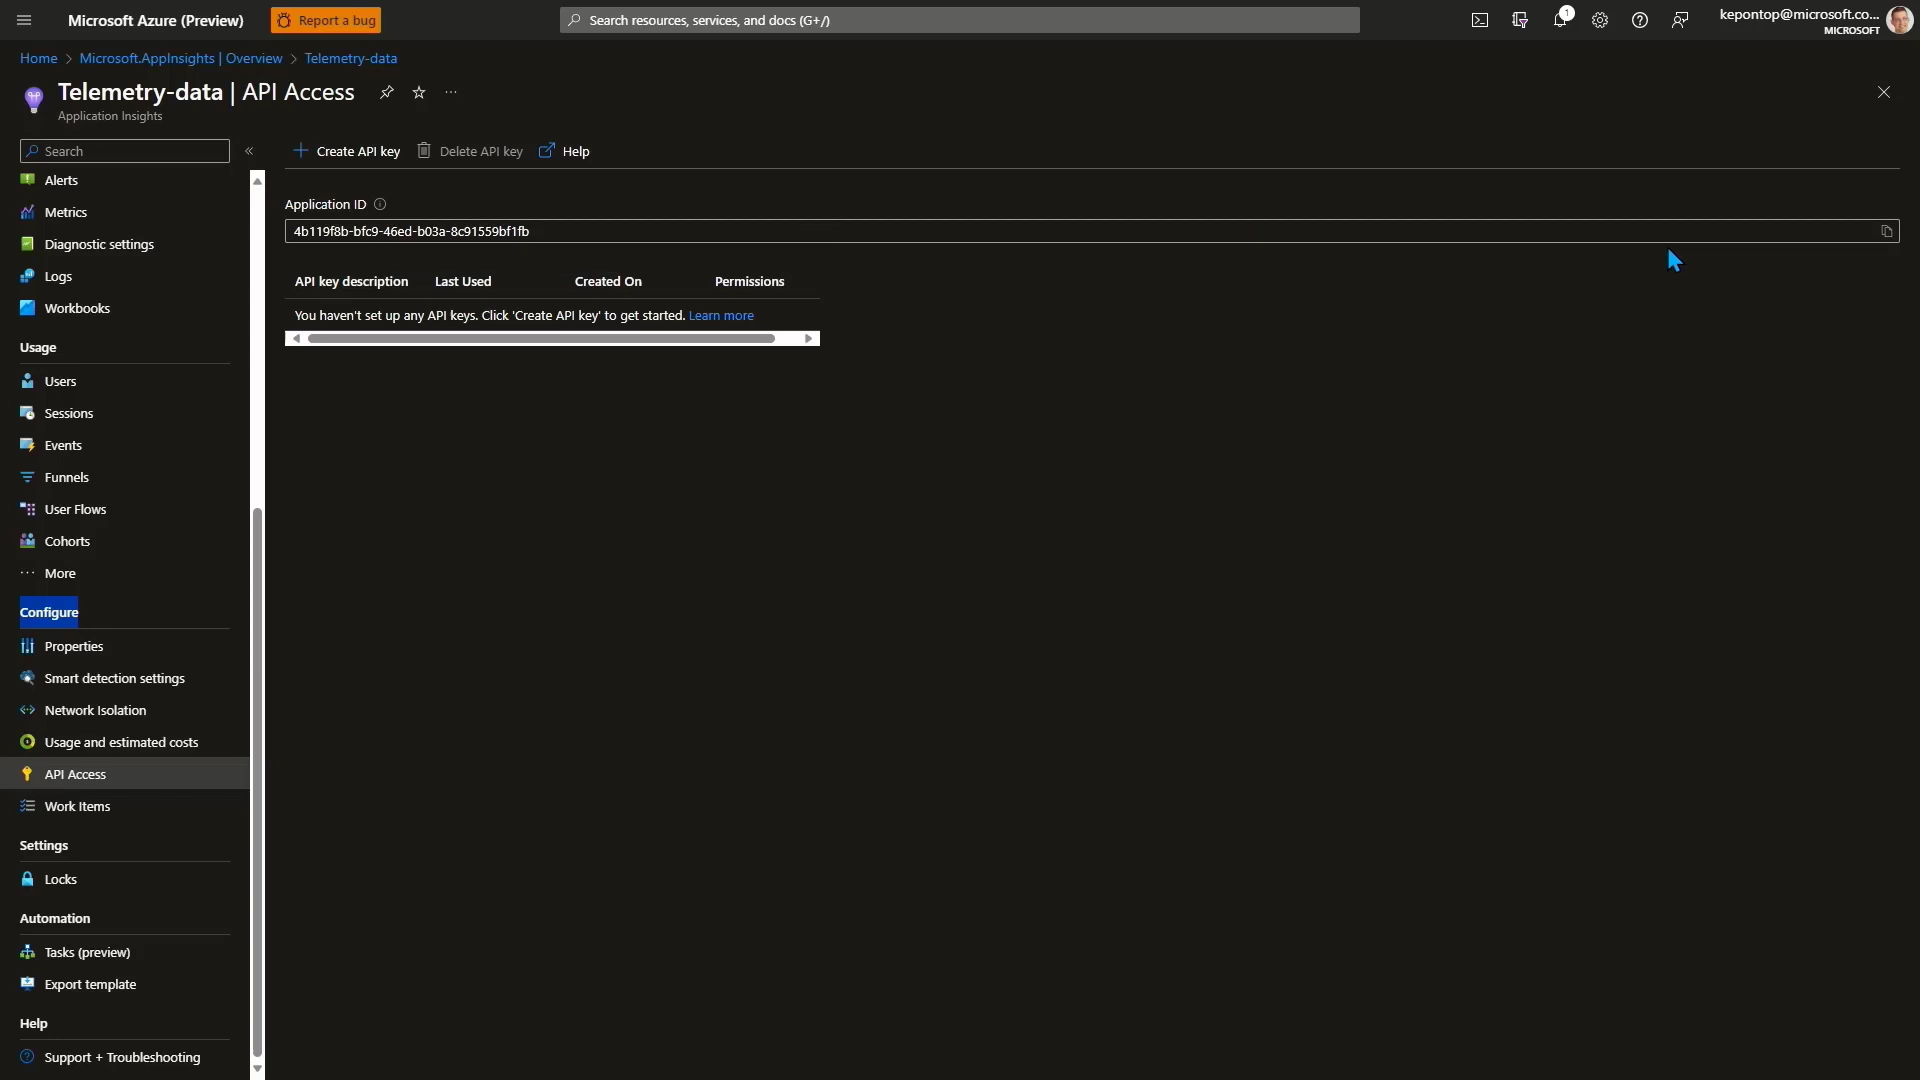 Microsoft Azure (Preview)
Report a bug
Search resources, services, and docs (G+/)
1
kepontop@microsoft.co...
MICROSOFT
Home > Microsoft.AppInsights | Overview > Telemetry-data
Telemetry-data | API Access
Application Insights
Search
Create API key
Delete API key
Help
Application ID
4b119f8b-bfc9-46ed-b03a-8c91559bf1fb
API key description Last Used Created On Permissions
You haven't set up any API keys. Click 'Create API key' to get started. Learn more
Alerts
Metrics
Diagnostic settings
Logs
Workbooks
Usage
Users
Sessions
Events
Funnels
User Flows
Cohorts
More
Configure
Properties
Smart detection settings
Network Isolation
Usage and estimated costs
API Access
Work Items
Settings
Locks
Automation
Tasks (preview)
Export template
Help
Support + Troubleshooting